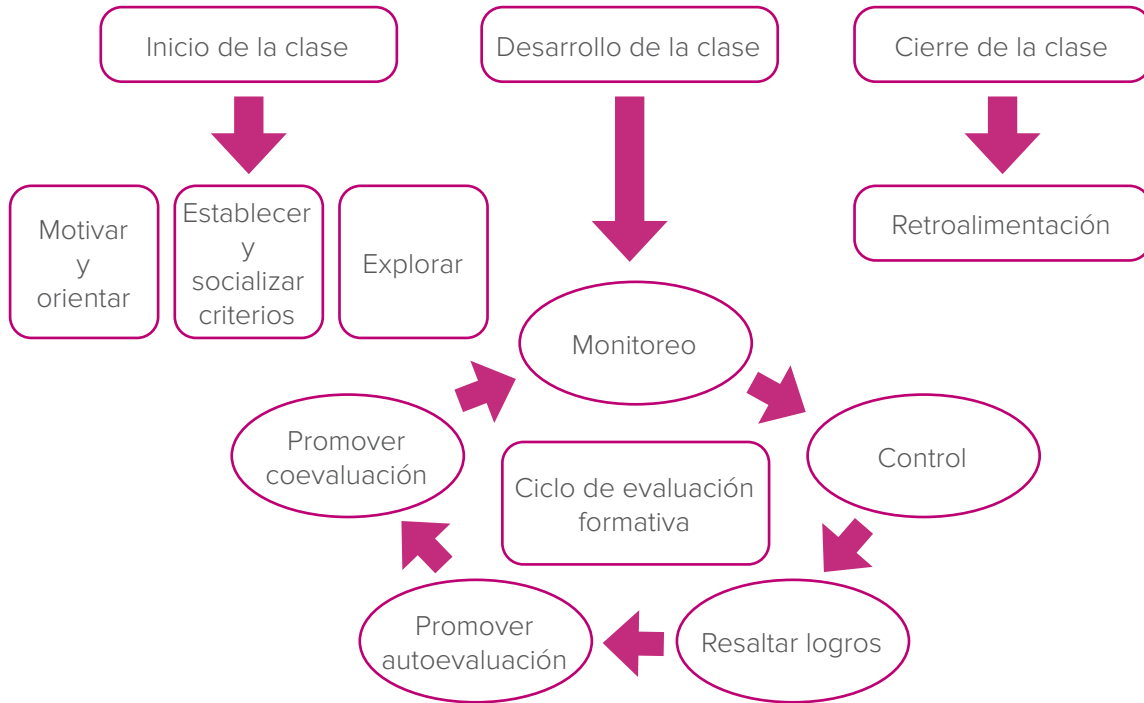 Inicio de la clase
Desarrollo de la clase
Cierre de la clase
Motivar
y
orientar
Establecer
y
socializar
criterios
Explorar
Retroalimentación
Monitoreo
Promover
coevaluación
Ciclo de evaluación
formativa
Control
Promover
autoevaluación
Resaltar logros